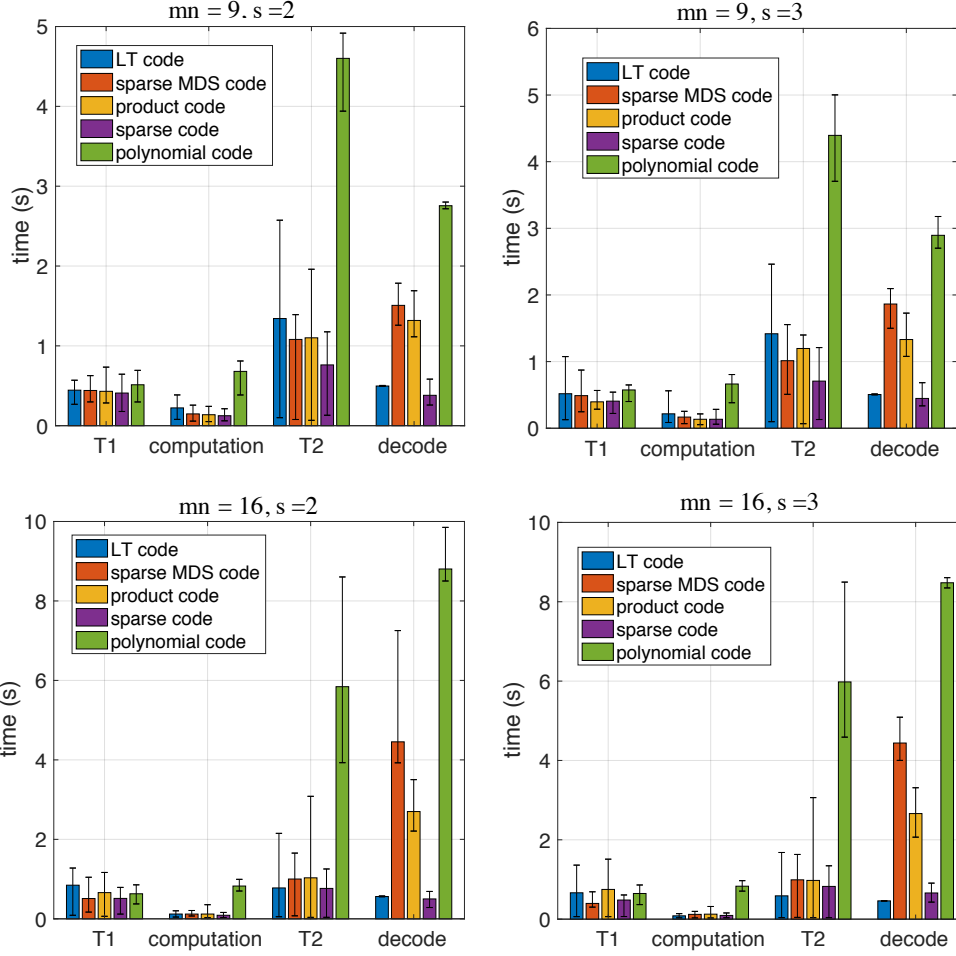 mn = 9, s =2
5
4
3
2
1
0
time (s)
LT code
sparse MDS code
product code
sparse code
polynomial code
T1 computation T2 decode
mn = 9, s =3
6
5
4
3
2
1
0
time (s)
LT code
sparse MDS code
product code
sparse code
polynomial code
T1 computation T2 decode
mn = 16, s =2
10
8
6
4
2
0
time (s)
LT code
sparse MDS code
product code
sparse code
polynomial code
T1 computation T2 decode
mn = 16, s =3
10
8
6
4
2
0
time (s)
LT code
sparse MDS code
product code
sparse code
polynomial code
T1 computation T2 decode